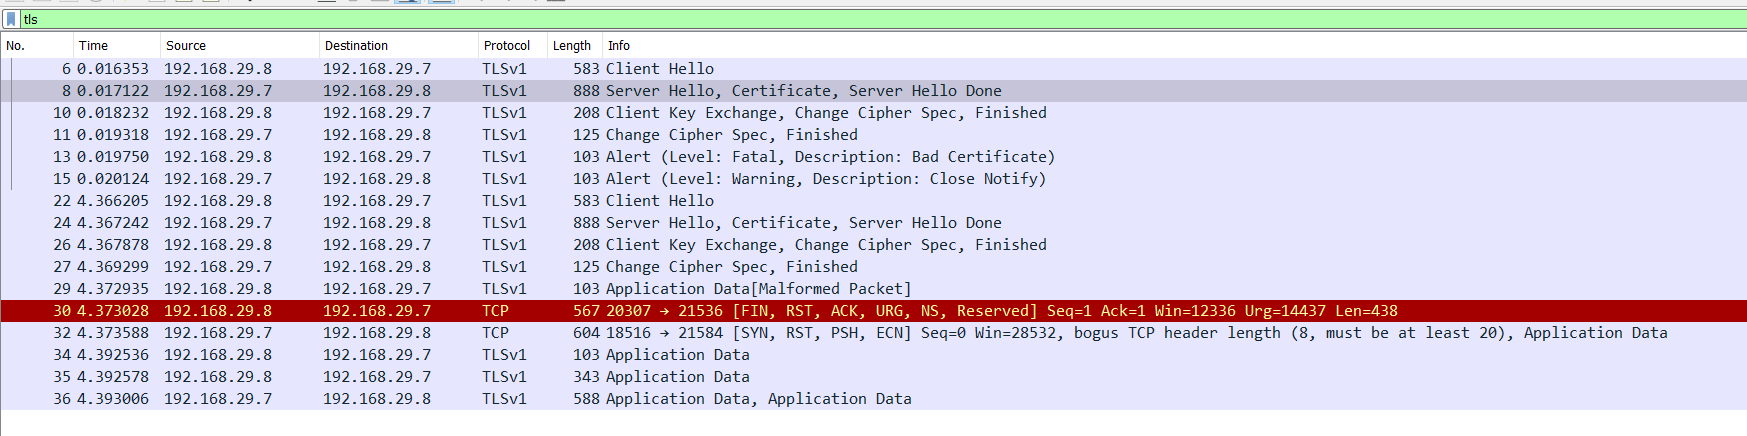 tls
No. Time Source Destination Protocol Length Info
6 0.016353 192.168.29.8 192.168.29.7 TLSv1 583 Client Hello
8 0.017122 192.168.29.7 192.168.29.8 TLSv1 888 Server Hello, Certificate, Server Hello Done
10 0.018232 192.168.29.8 192.168.29.7 TLSv1 208 Client Key Exchange, Change Cipher Spec, Finished
11 0.019318 192.168.29.7 192.168.29.8 TLSv1 125 Change Cipher Spec, Finished
13 0.019750 192.168.29.8 192.168.29.7 TLSv1 103 Alert (Level: Fatal, Description: Bad Certificate)
15 0.020124 192.168.29.7 192.168.29.8 TLSv1 103 Alert (Level: Warning, Description: Close Notify)
22 4.366205 192.168.29.8 192.168.29.7 TLSv1 583 Client Hello
24 4.367242 192.168.29.7 192.168.29.8 TLSv1 888 Server Hello, Certificate, Server Hello Done
26 4.367878 192.168.29.8 192.168.29.7 TLSv1 208 Client Key Exchange, Change Cipher Spec, Finished
27 4.369299 192.168.29.7 192.168.29.8 TLSv1 125 Change Cipher Spec, Finished
29 4.372935 192.168.29.8 192.168.29.7 TLSv1 103 Application Data[Malformed Packet]
30 4.373028 192.168.29.8 192.168.29.7 TCP 567 20307 → 21536 [FIN, RST, ACK, URG, NS, Reserved] Seq=1 Ack=1 Win=12336 Urg=14437 Len=438
32 4.373588 192.168.29.7 192.168.29.8 TCP 604 18516 → 21584 [SYN, RST, PSH, ECN] Seq=0 Win=28532, bogus TCP header length (8, must be at least 20), Application Data
34 4.392536 192.168.29.8 192.168.29.7 TLSv1 103 Application Data
35 4.392578 192.168.29.8 192.168.29.7 TLSv1 343 Application Data
36 4.393006 192.168.29.7 192.168.29.8 TLSv1 588 Application Data, Application Data